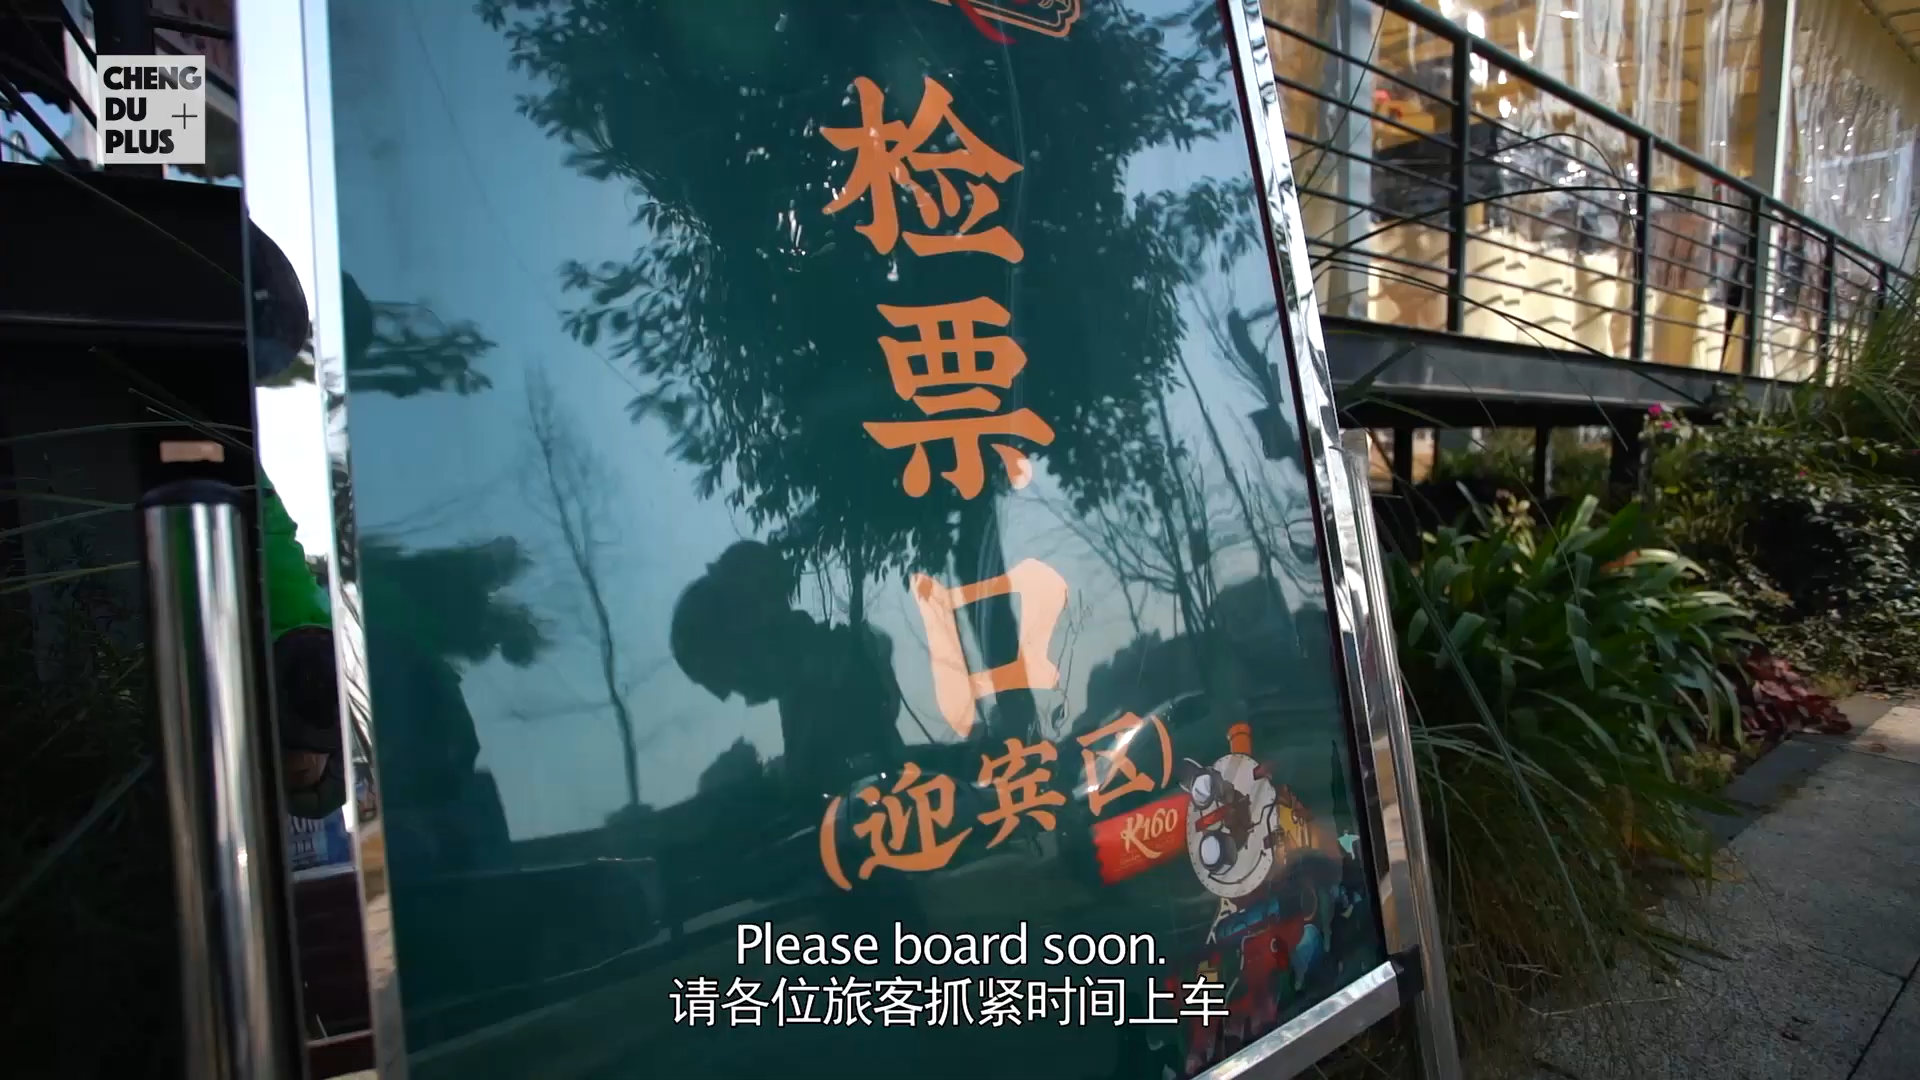 CHENG
DU
PLUS+
检票口
(迎宾区)
K160
Please board soon.
请各位旅客抓紧时间上车